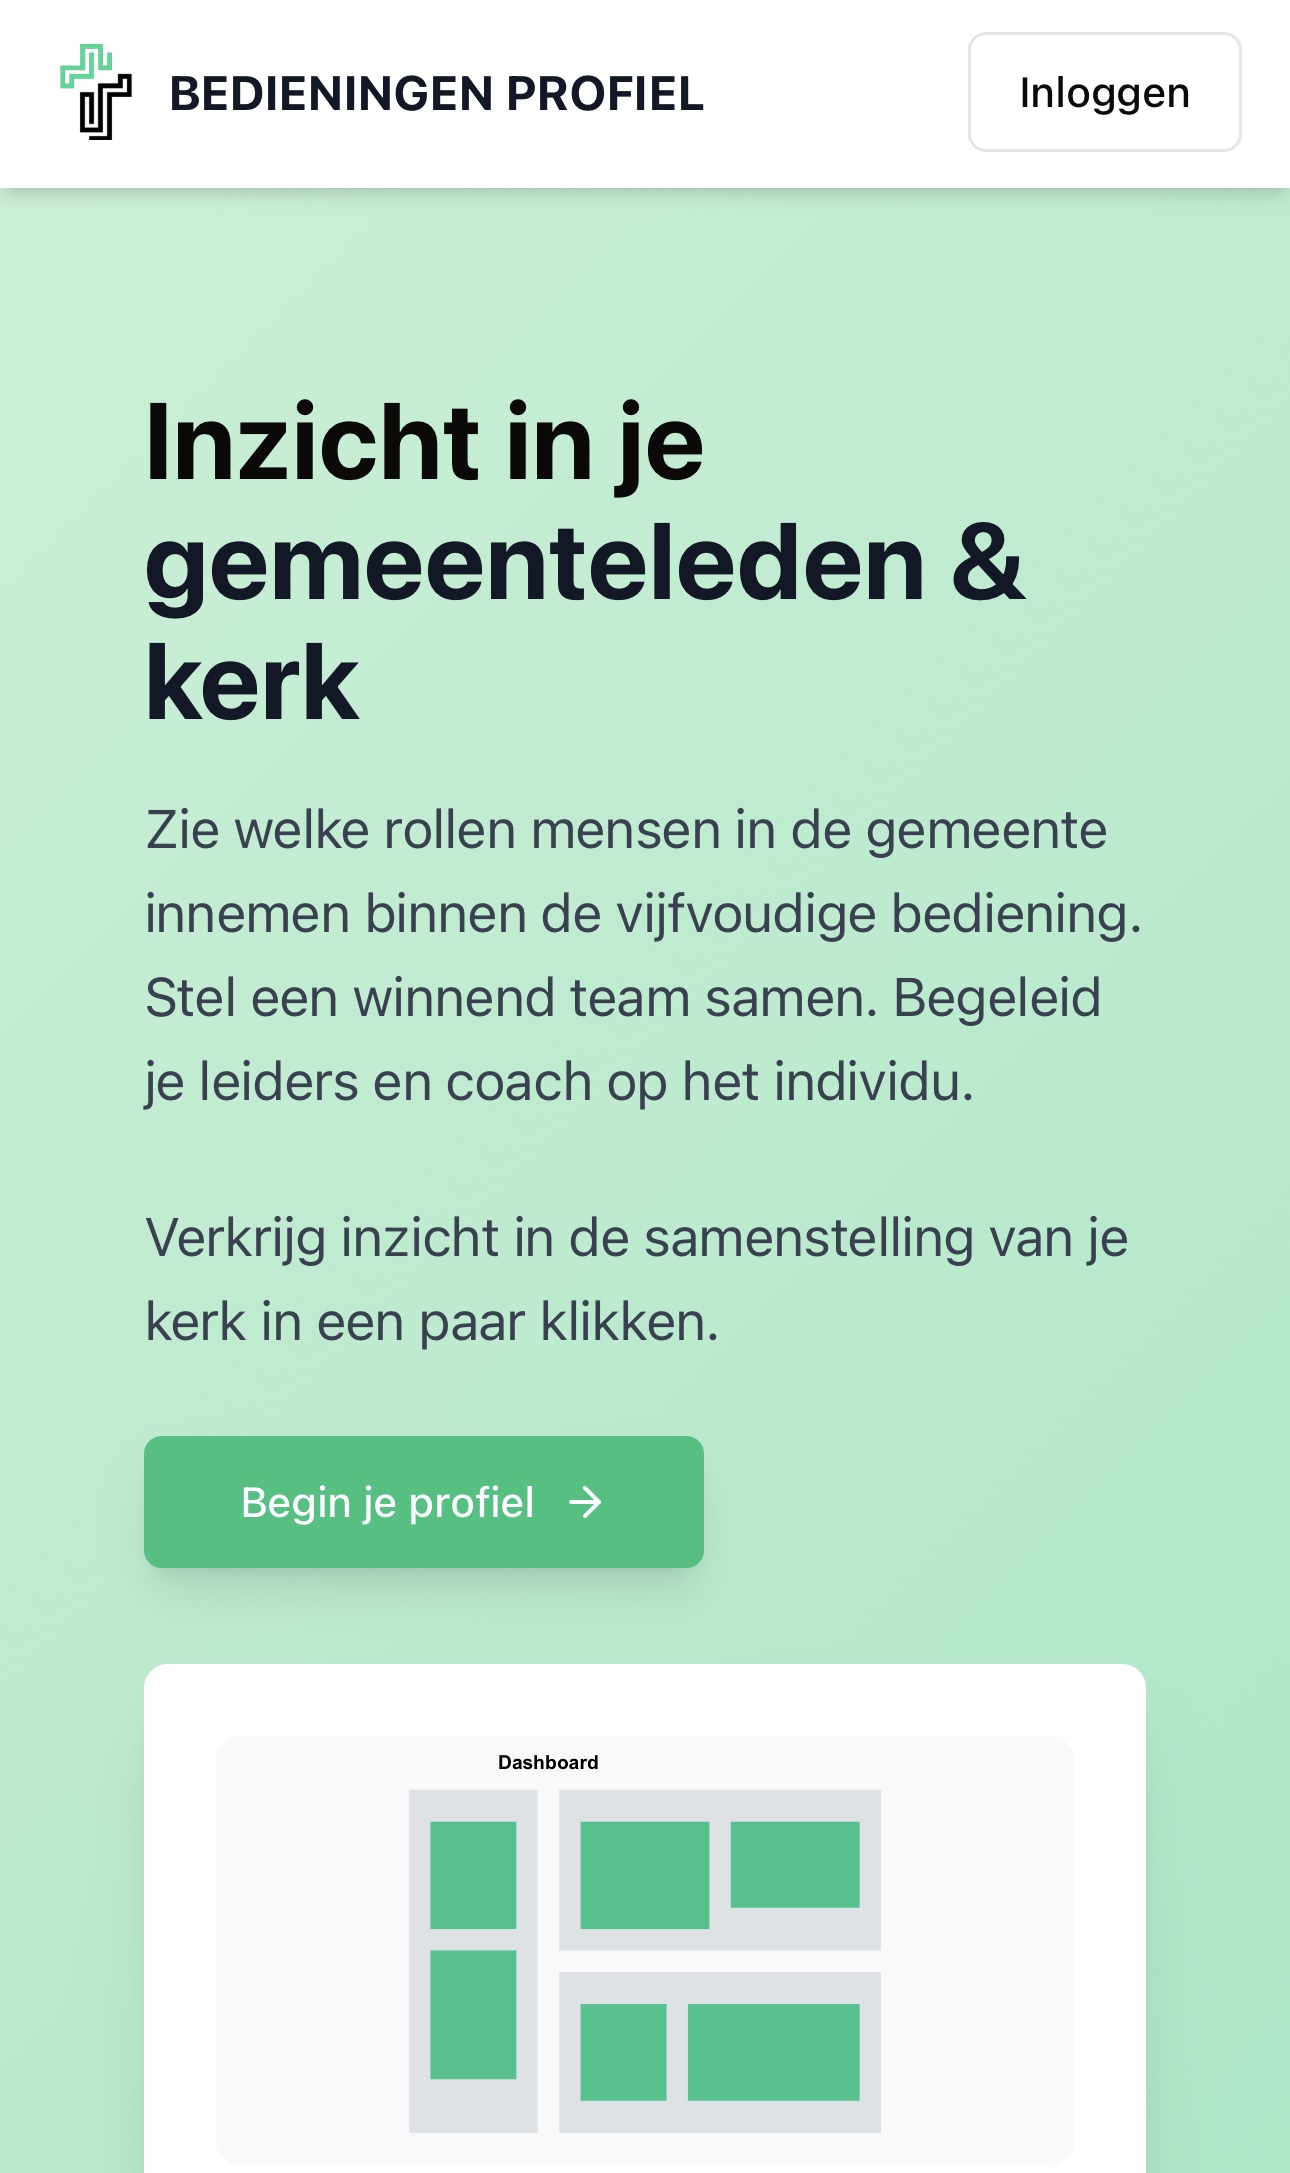 BEDIENINGEN PROFIEL
Inloggen
Inzicht in je
gemeenteleden &
kerk
Zie welke rollen mensen in de gemeente
innemen binnen de vijfvoudige bediening.
Stel een winnend team samen. Begeleid
je leiders en coach op het individu.
Verkrijg inzicht in de samenstelling van je
kerk in een paar klikken.
Begin je profiel →
Dashboard